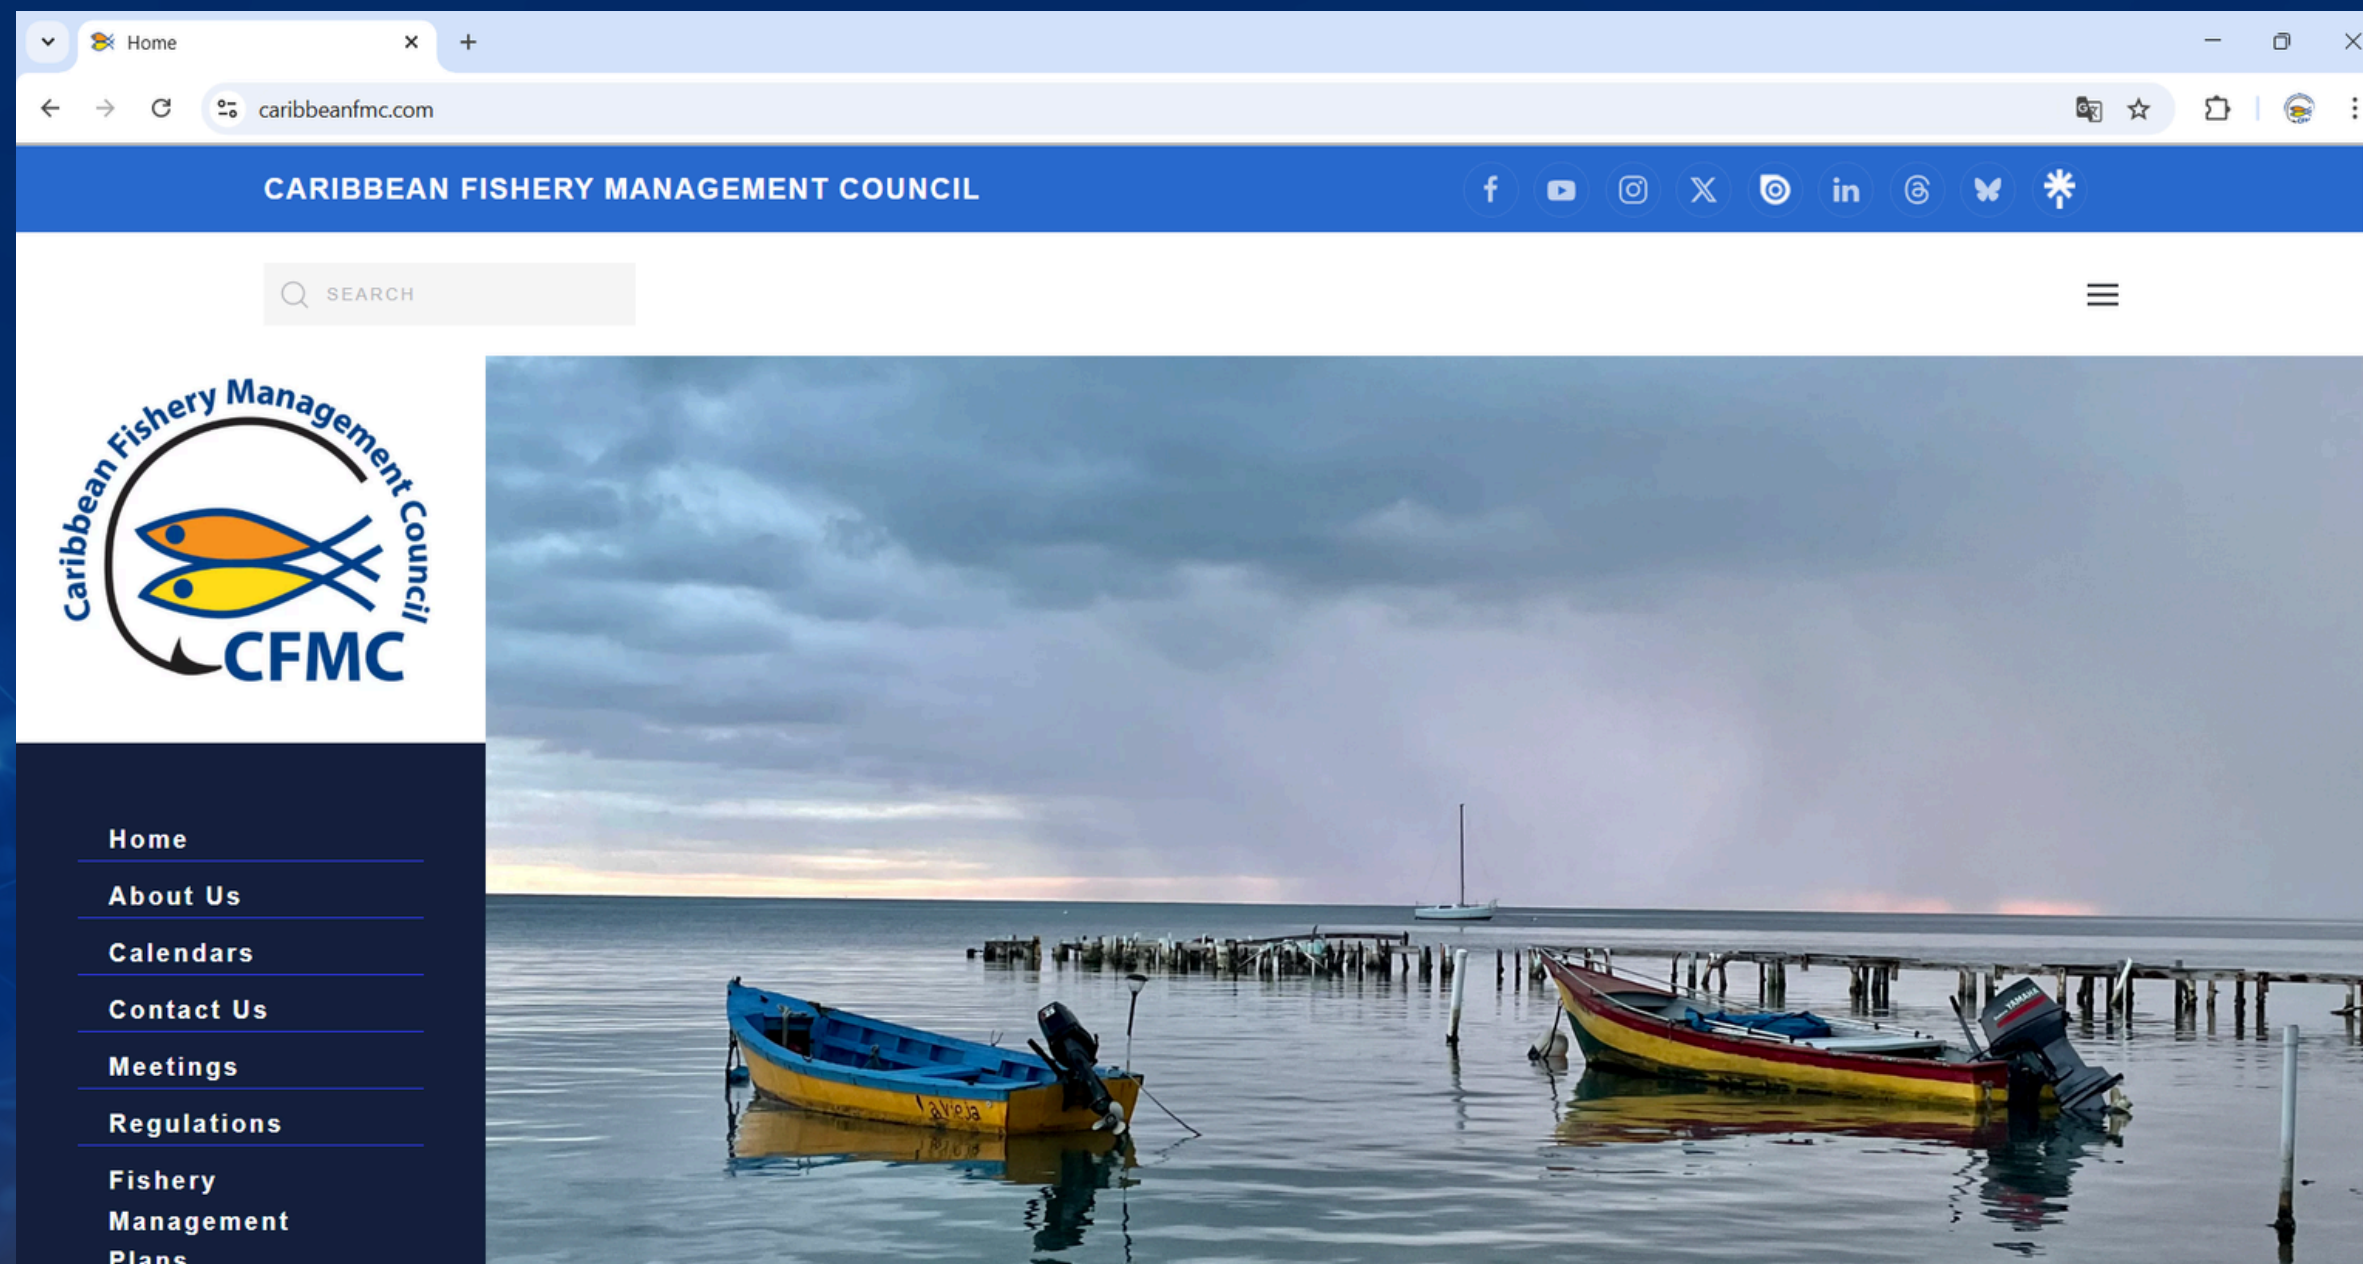 Home
caribbeanfmc.com
CARIBBEAN FISHERY MANAGEMENT COUNCIL
SEARCH
Caribbean Fishery Management Council
CFMC
Home
About Us
Calendars
Contact Us
Meetings
Regulations
Fishery
Management
Plans
YAMAHA